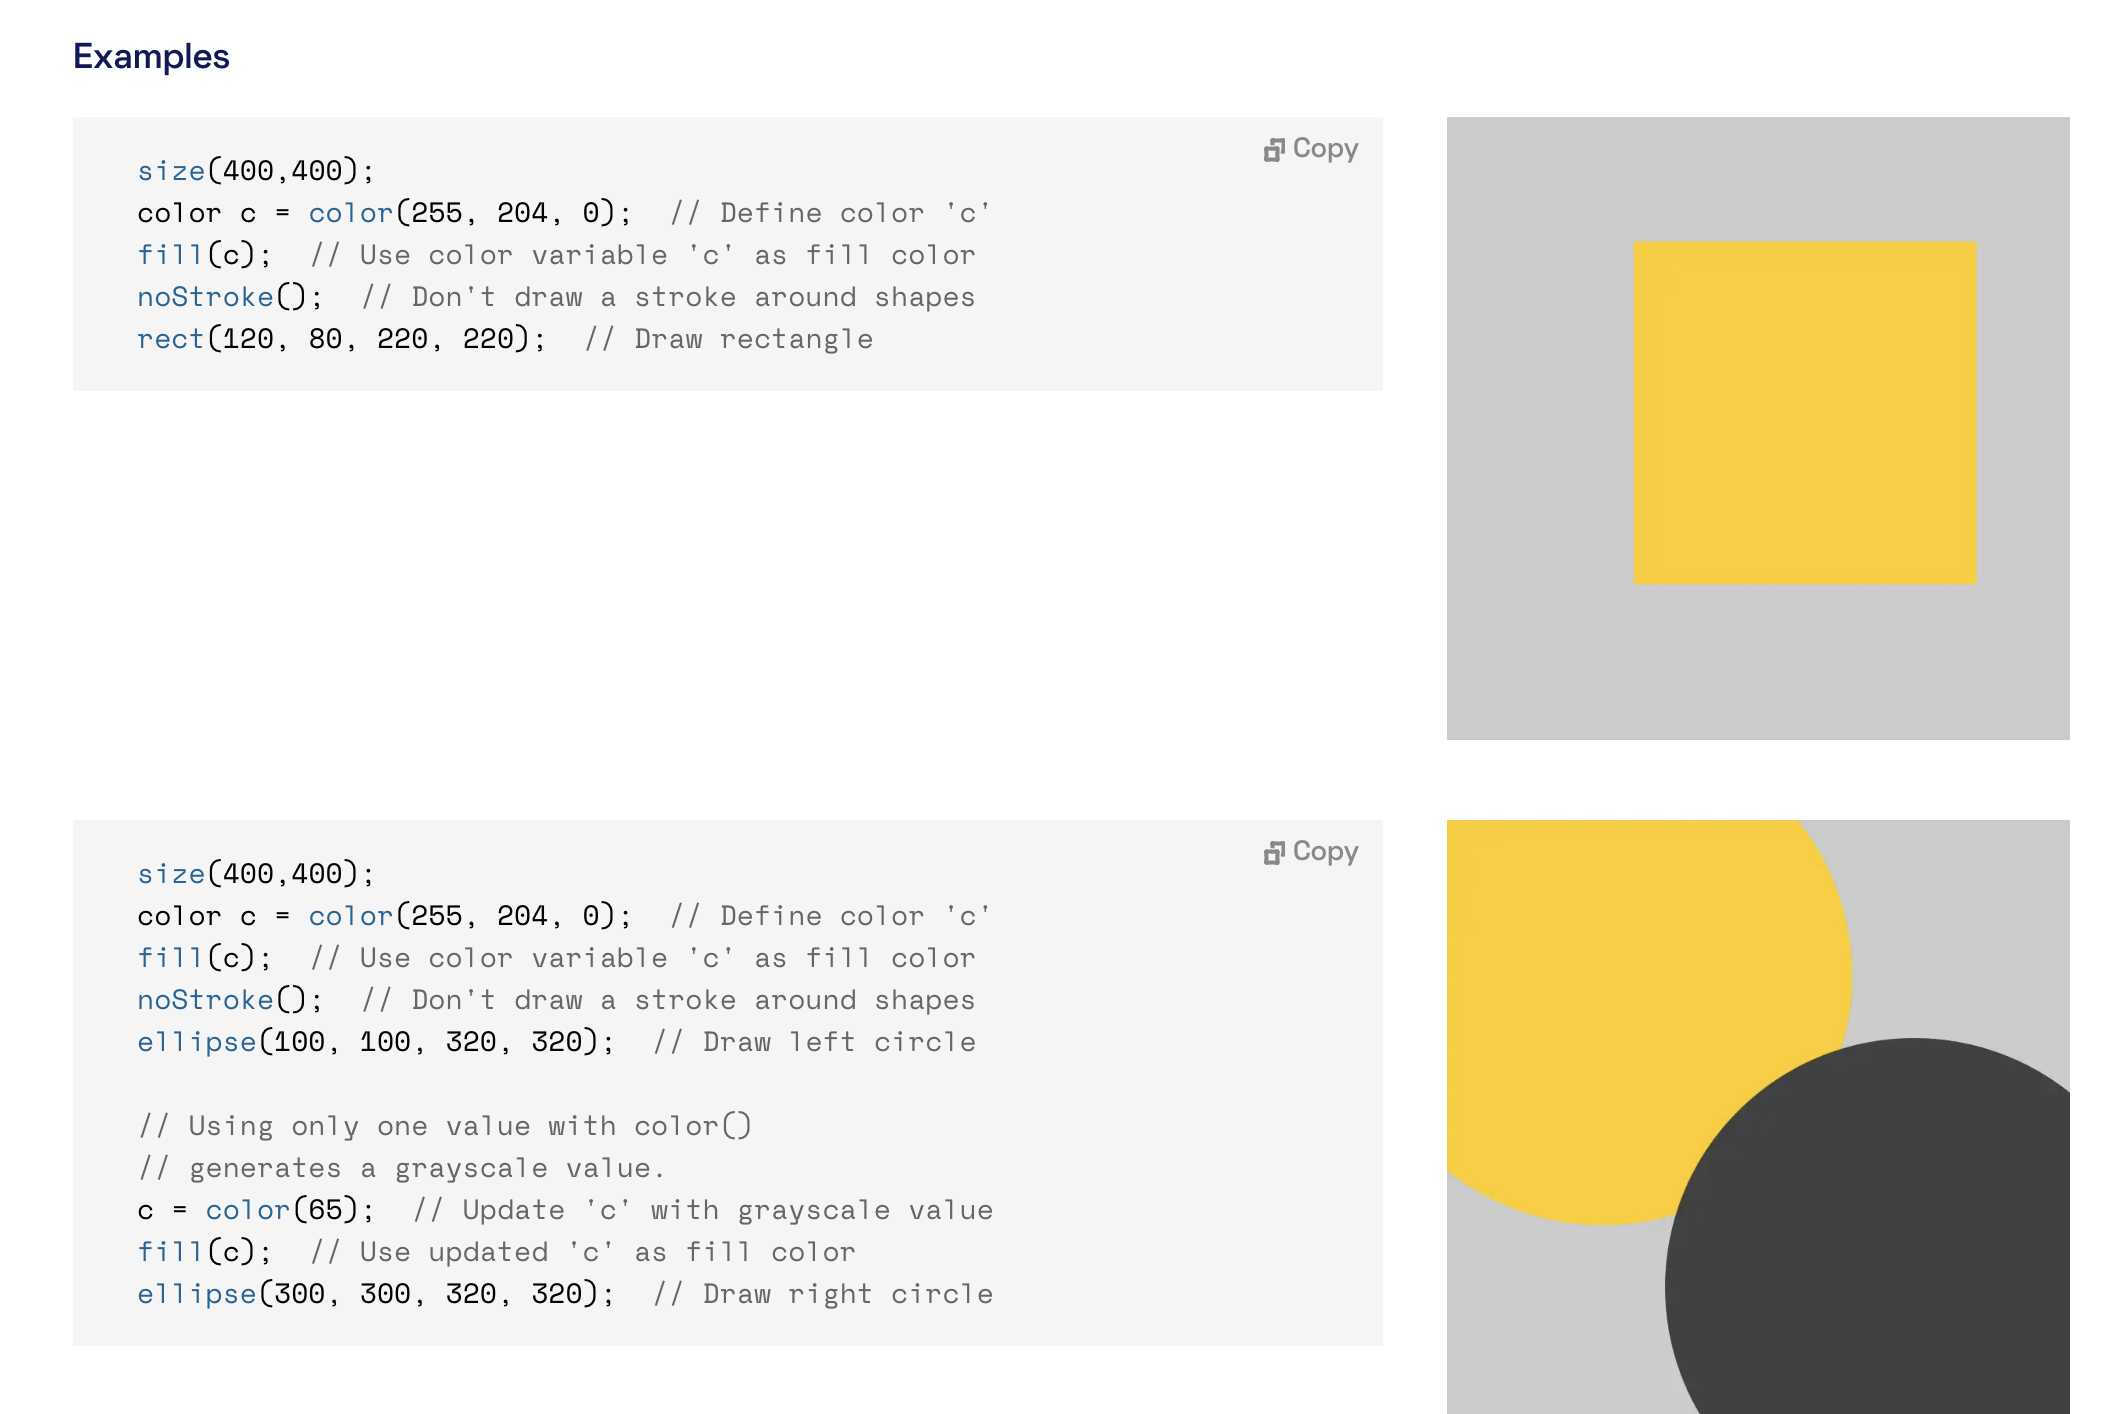 Examples
Copy
size(400,400);
color c = color(255, 204, 0);  // Define color 'c'
fill(c);  // Use color variable 'c' as fill color
noStroke();  // Don't draw a stroke around shapes
rect(120, 80, 220, 220);  // Draw rectangle
Copy
size(400,400);
color c = color(255, 204, 0);  // Define color 'c'
fill(c);  // Use color variable 'c' as fill color
noStroke();  // Don't draw a stroke around shapes
ellipse(100, 100, 320, 320);  // Draw left circle
// Using only one value with color()
// generates a grayscale value.
c = color(65);  // Update 'c' with grayscale value
fill(c);  // Use updated 'c' as fill color
ellipse(300, 300, 320, 320);  // Draw right circle